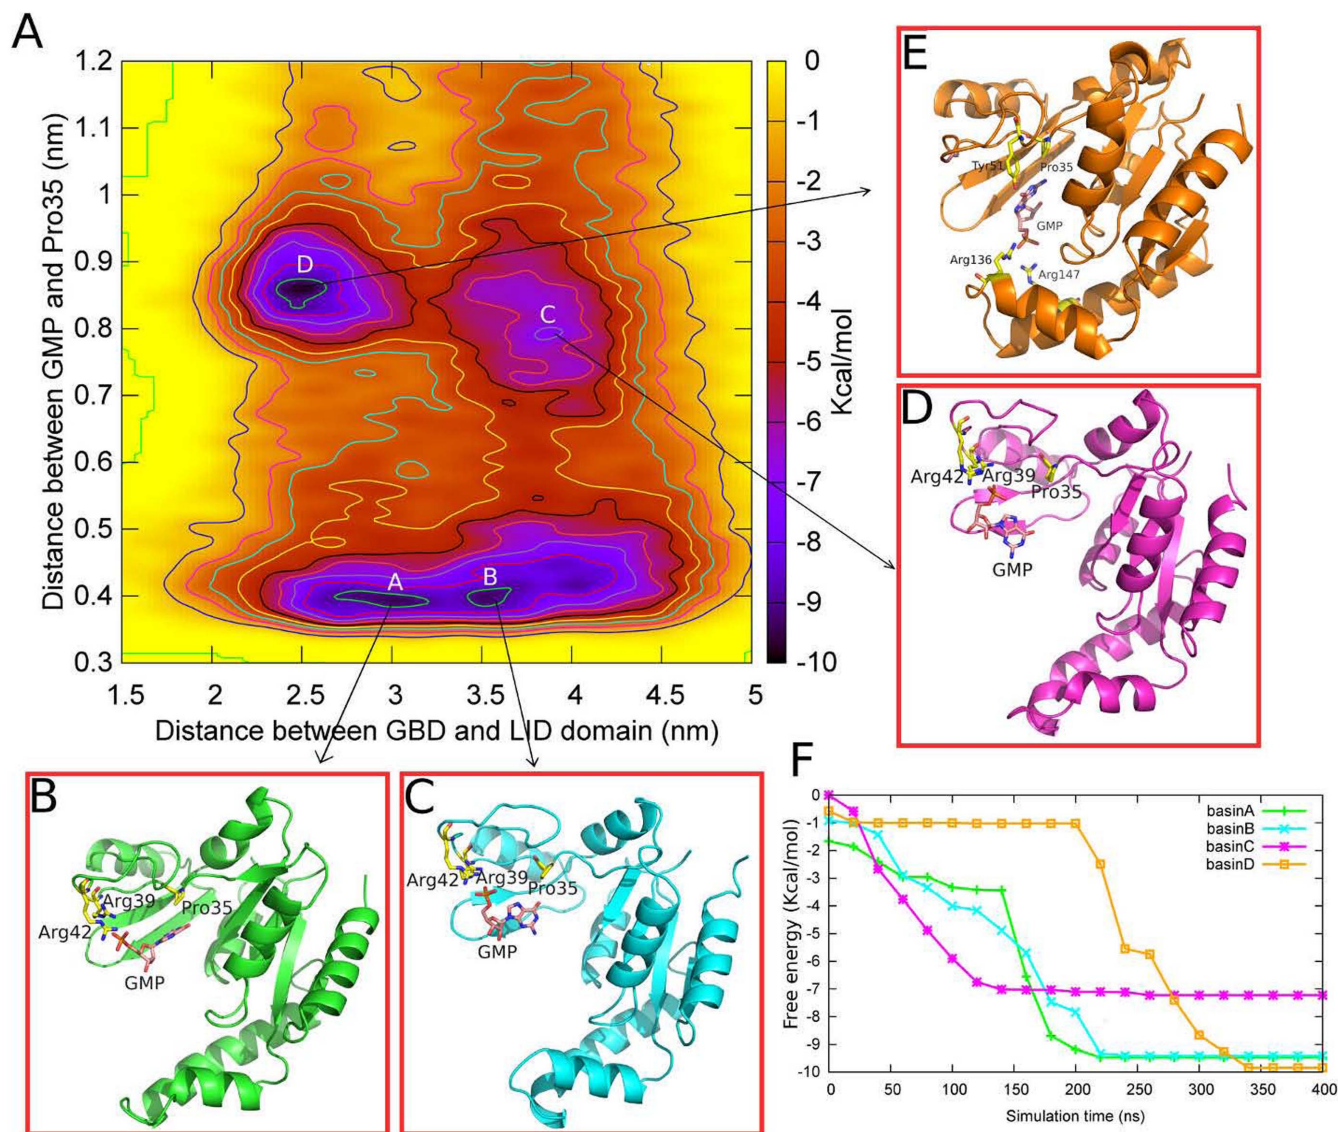 A
Distance between GMP and Pro35 (nm)
1.2
1.1
1
0.9
0.8
0.7
0.6
0.5
0.4
0.3
D
C
A
B
1.5
2
2.5
3
3.5
4
4.5
5
Distance between GBD and LID domain (nm)
0
-1
-2
-3
-4
-5
-6
-7
-8
-9
-10
Kcal/mol
E
Tyr51
Pro35
GMP
Arg136
Arg147
D
Arg42
Arg39
Pro35
GMP
B
Arg39
Pro35
Arg42
GMP
C
Arg42
Arg39
Pro35
GMP
F
Free energy (Kcal/mol)
0
-1
-2
-3
-4
-5
-6
-7
-8
-9
-10
basinA
basinB
basinC
basinD
0
50
100
150
200
250
300
350
400
Simulation time (ns)